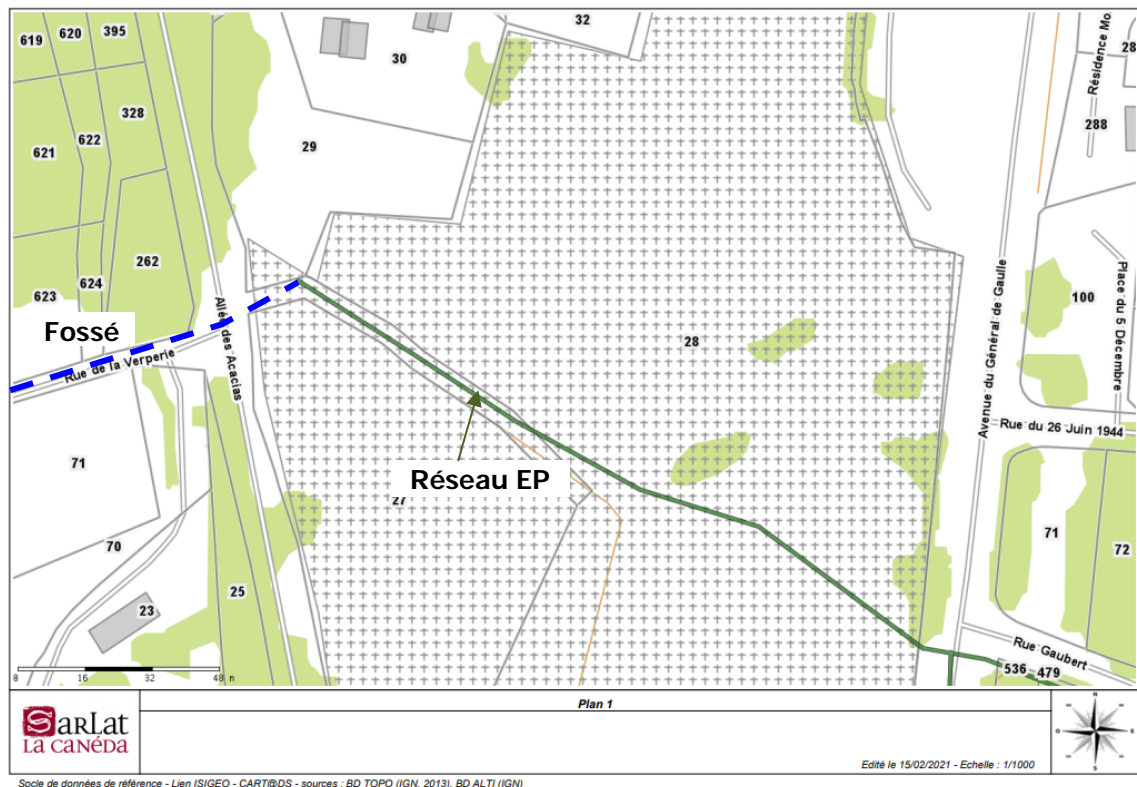 619
620
395
32
30
28
Résidence Mo
328
621
622
288
29
262
624
623
100
Allée des Acacias
Avenue du Général de Gaulle
Place du 5 Décembre
Fossé
28
Rue de la Verperie
Rue du 26 Juin 1944
71
Réseau EP
27
71
72
70
25
23
Rue Gaubert
536
479
16
32
48 m
Plan 1
SarLat
LA CANÉDA
N
O
E
S
Edité le 15/02/2021 - Echelle : 1/1000
Socle de données de référence - Lien ISIGEO - CART@DS - sources : BD TOPO (IGN, 2013), BD ALTI (IGN)